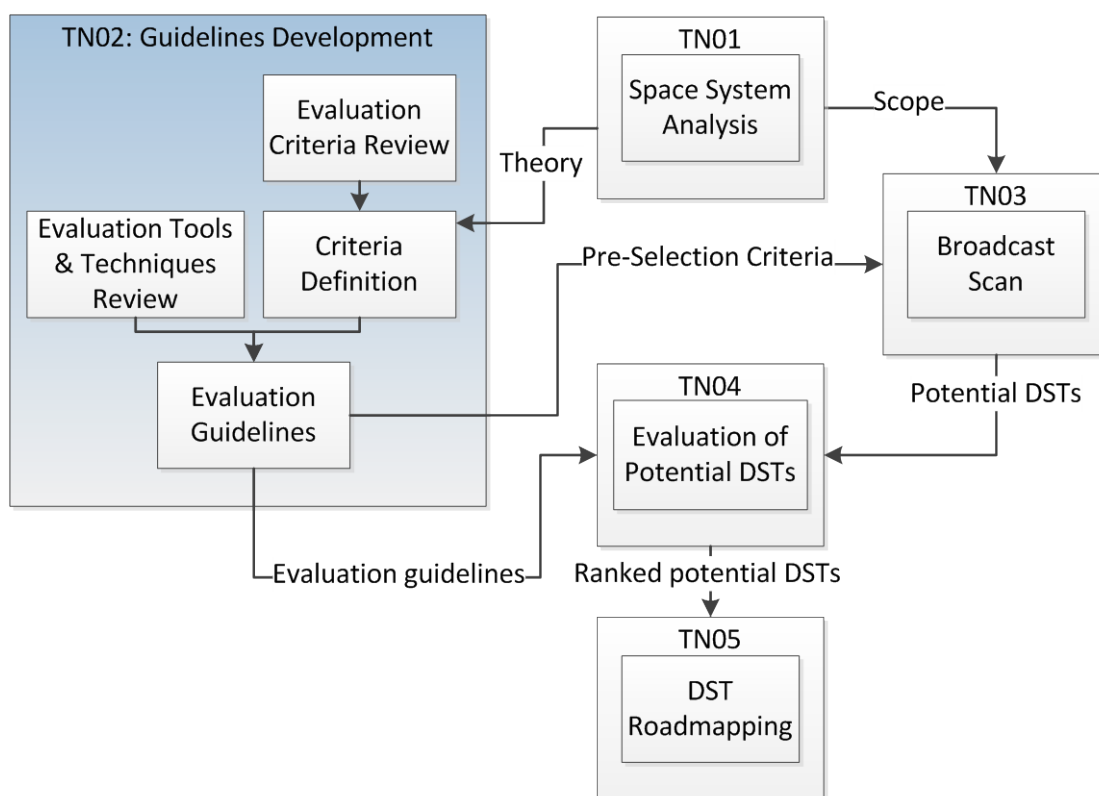 TN02: Guidelines Development
Evaluation
Criteria Review
Evaluation Tools
& Techniques
Review
Criteria
Definition
Evaluation
Guidelines
TN01
Space System
Analysis
Theory
Scope
TN03
Broadcast
Scan
Pre-Selection Criteria
Potential DSTs
TN04
Evaluation of
Potential DSTs
Evaluation guidelines
Ranked potential DSTs
TN05
DST
Roadmapping